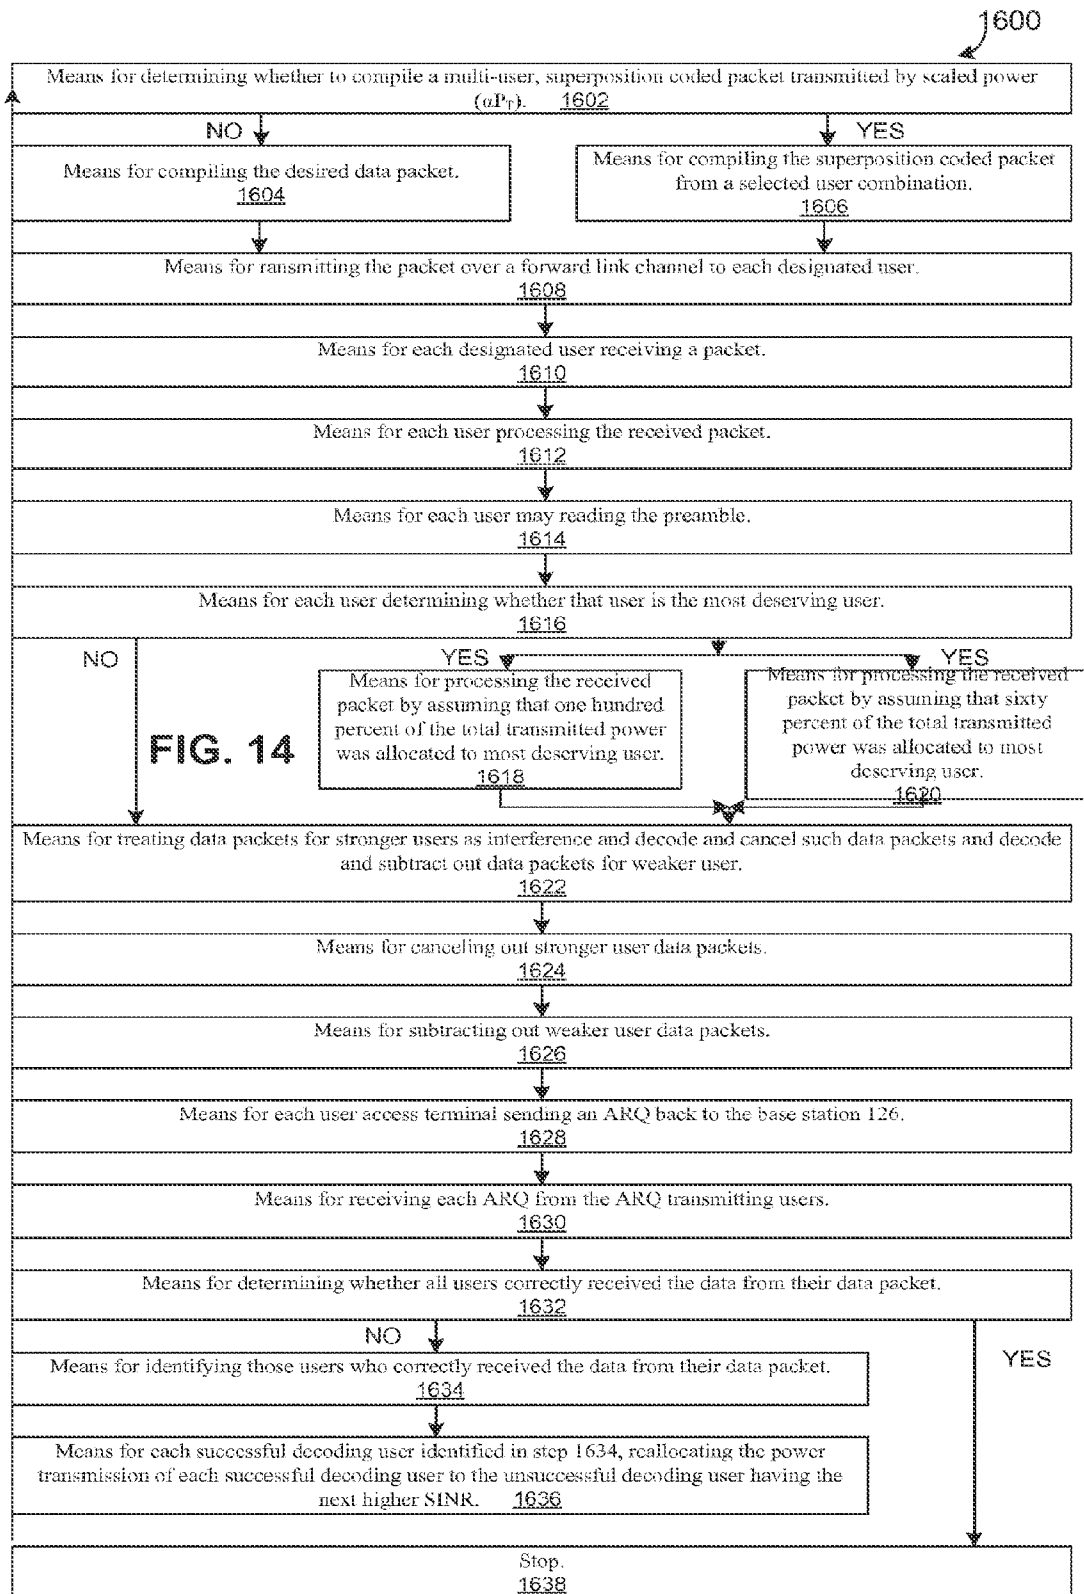 1600
Means for determining whether to compile a multi-user, superposition coded packet transmitted by scaled power
(αP_T). 1602
NO
YES
Means for compiling the desired data packet.
1604
Means for compiling the superposition coded packet
from a selected user combination.
1606
Means for ransmitting the packet over a forward link channel to each designated user.
1608
Means for each designated user receiving a packet.
1610
Means for each user processing the received packet.
1612
Means for each user may reading the preamble.
1614
Means for each user determining whether that user is the most deserving user.
1616
NO
YES
YES
Means for processing the received
packet by assuming that one hundred
percent of the total transmitted power
was allocated to most deserving user.
1618
Means for processing the received
packet by assuming that sixty
percent of the total transmitted
power was allocated to most
deserving user.
1620
FIG. 14
Means for treating data packets for stronger users as interference and decode and cancel such data packets and decode
and subtract out data packets for weaker user.
1622
Means for canceling out stronger user data packets.
1624
Means for subtracting out weaker user data packets.
1626
Means for each user access terminal sending an ARQ back to the base station 126.
1628
Means for receiving each ARQ from the ARQ transmitting users.
1630
Means for determining whether all users correctly received the data from their data packet.
1632
NO
YES
Means for identifying those users who correctly received the data from their data packet.
1634
Means for each successful decoding user identified in step 1634, reallocating the power
transmission of each successful decoding user to the unsuccessful decoding user having the
next higher SINR. 1636
Stop.
1638